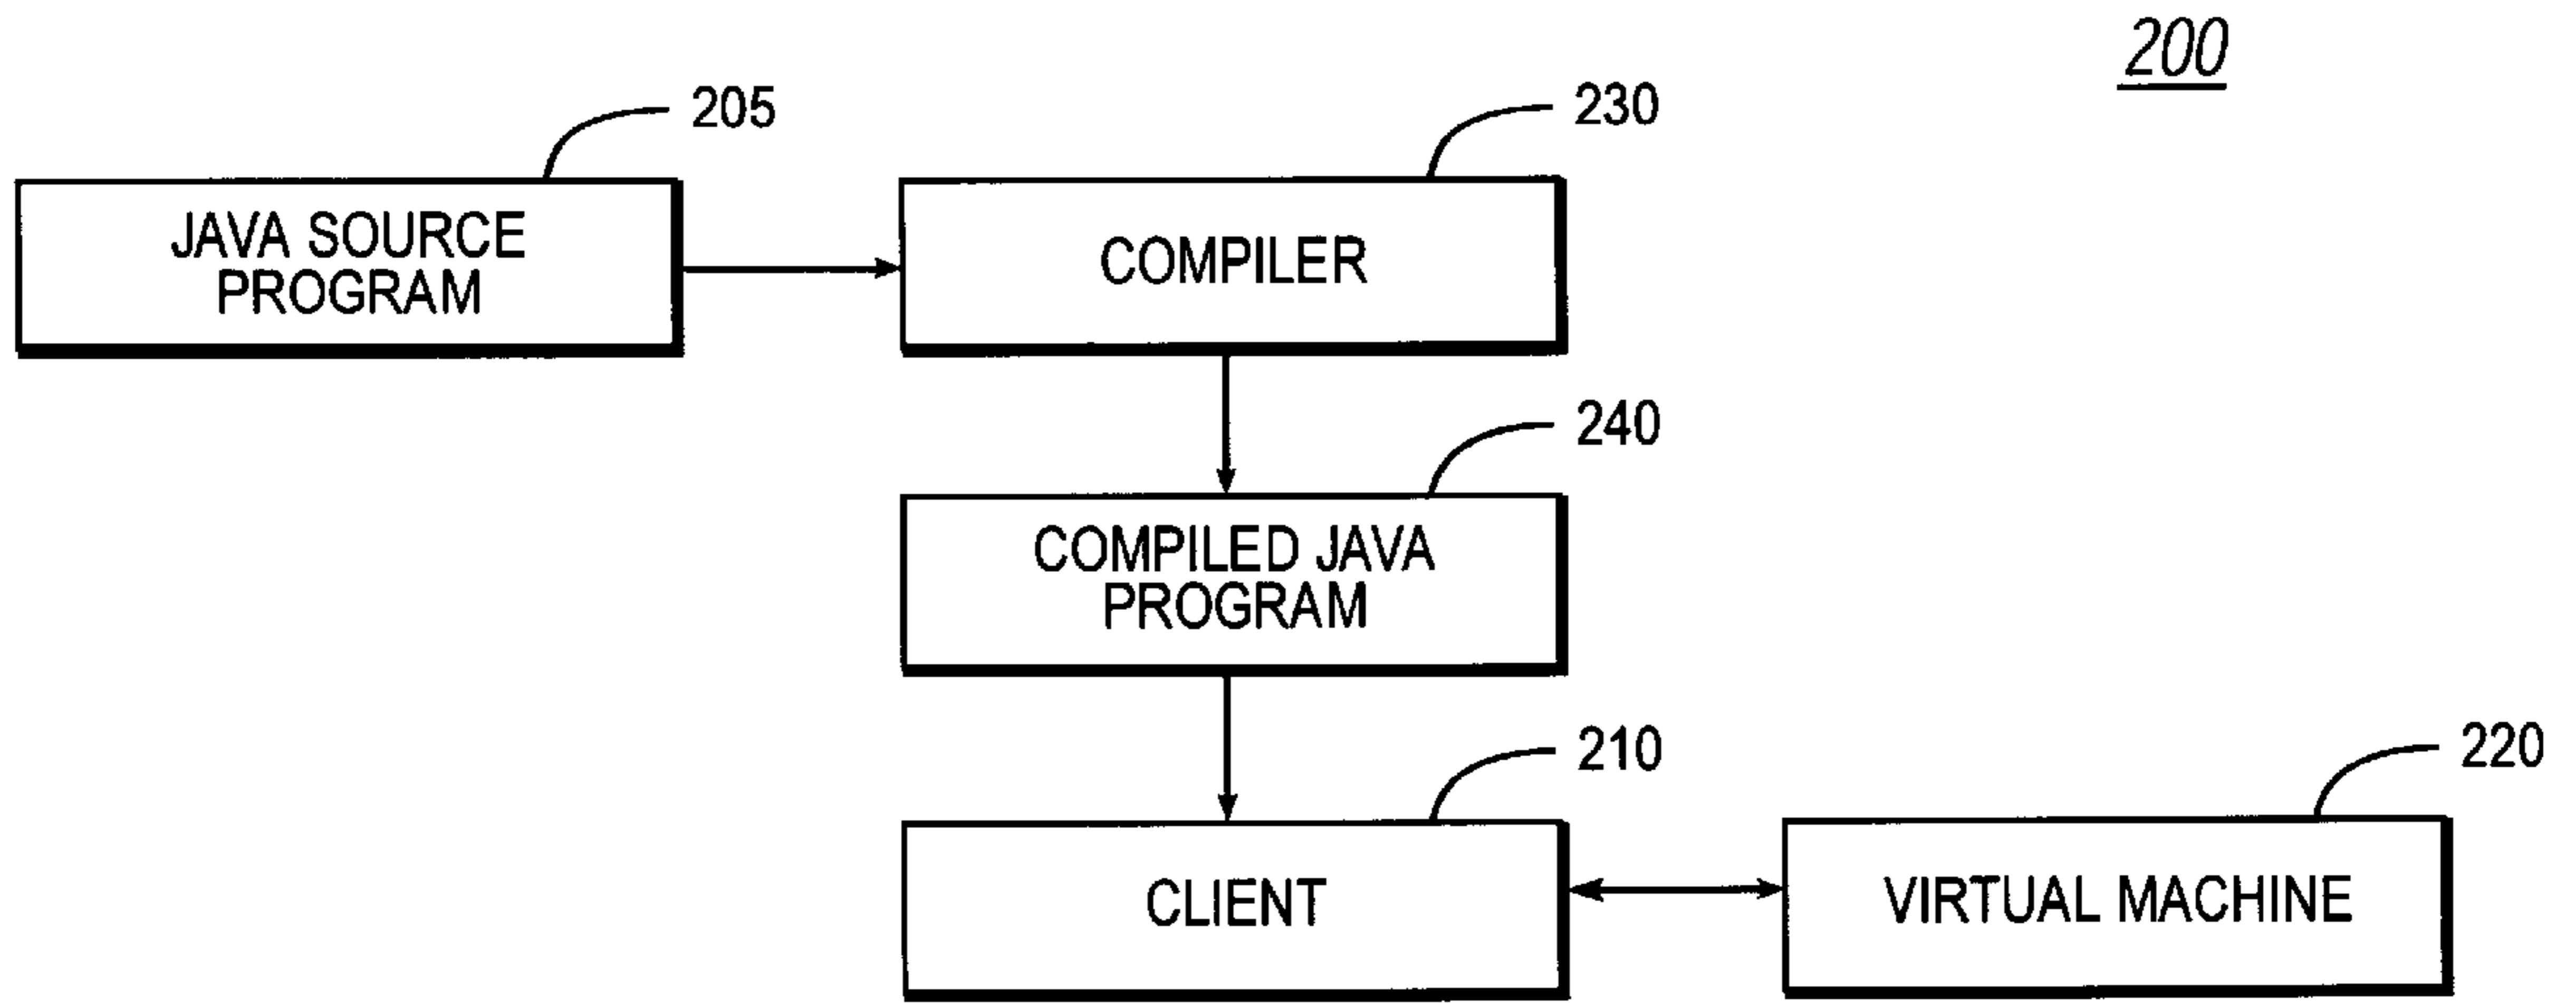 200
205
230
JAVA SOURCE
PROGRAM
COMPILER
240
COMPILED JAVA
PROGRAM
210
220
CLIENT
VIRTUAL MACHINE